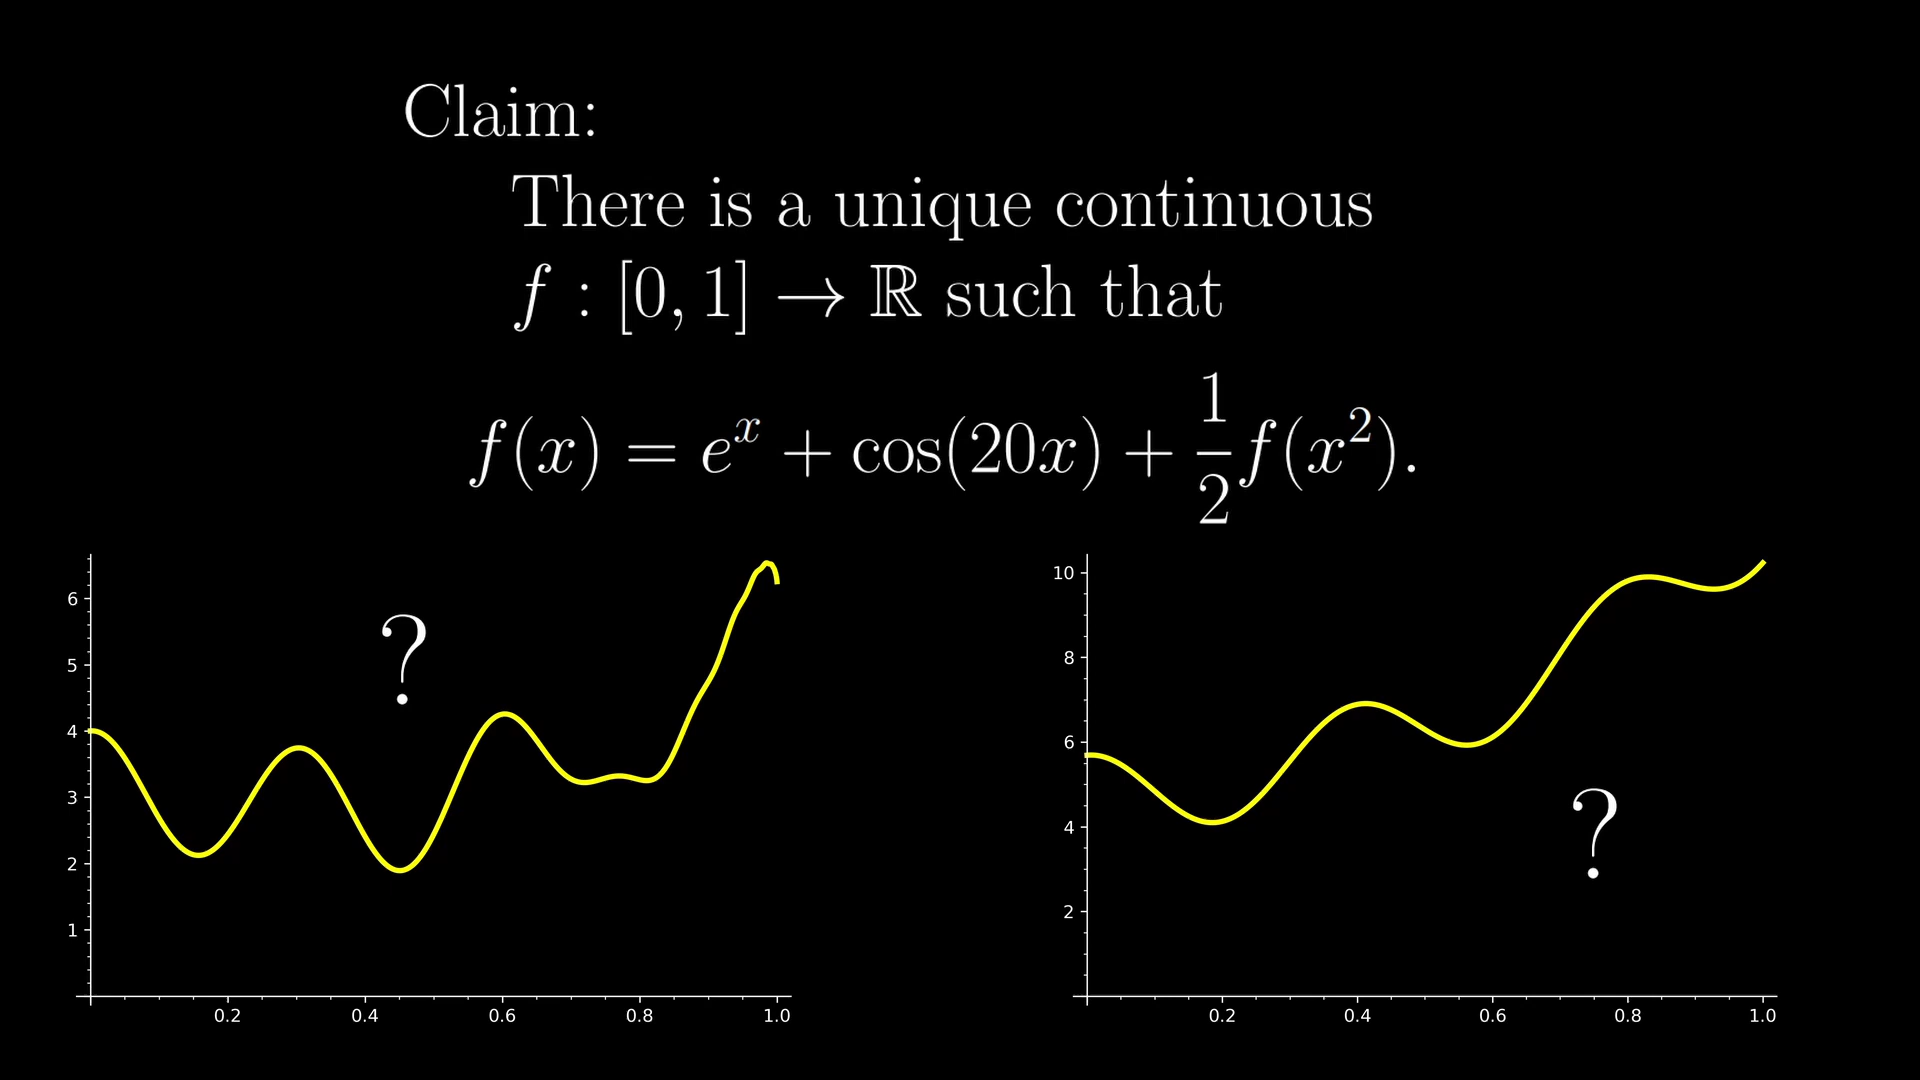 Claim:
There is a unique continuous
f : [0, 1] → ℝ such that
f(x) = eˣ + cos(20x) + 1/2 f(x²).
?
6
5
4
3
2
1
0.2 0.4 0.6 0.8 1.0
?
10
8
6
4
2
0.2 0.4 0.6 0.8 1.0